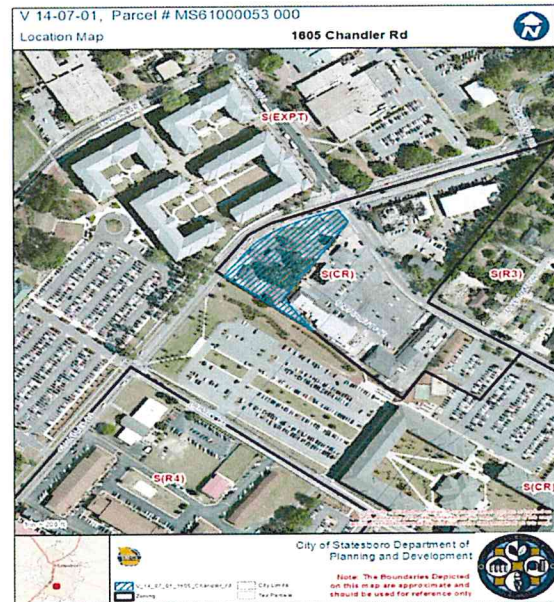 V 14-07-01, Parcel # MS61000053 000
Location Map
1605 Chandler Rd
N
S(EXPT)
S(CR)
S(R3)
S(R4)
S(CR)
City of Statesboro Department of
Planning and Development
V_14_07_01_1605_Chandler_rd
City Limits
Zoning
Tax Parcels
Note: The Boundaries Depicted
on this map are approximate and
should be used for reference only